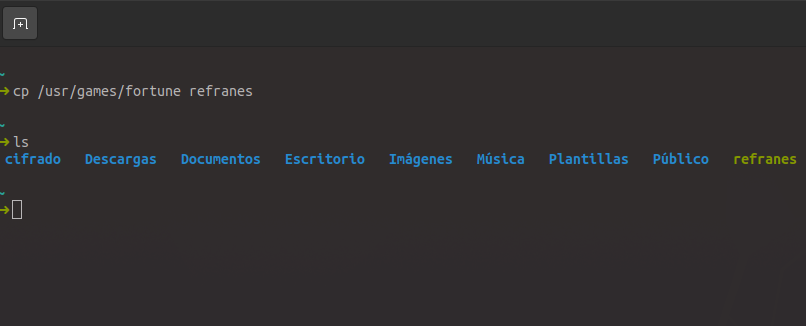 ~
➜ cp /usr/games/fortune refranes
~
➜ ls
cifrado Descargas Documentos Escritorio Imágenes Música Plantillas Público refranes
~
➜